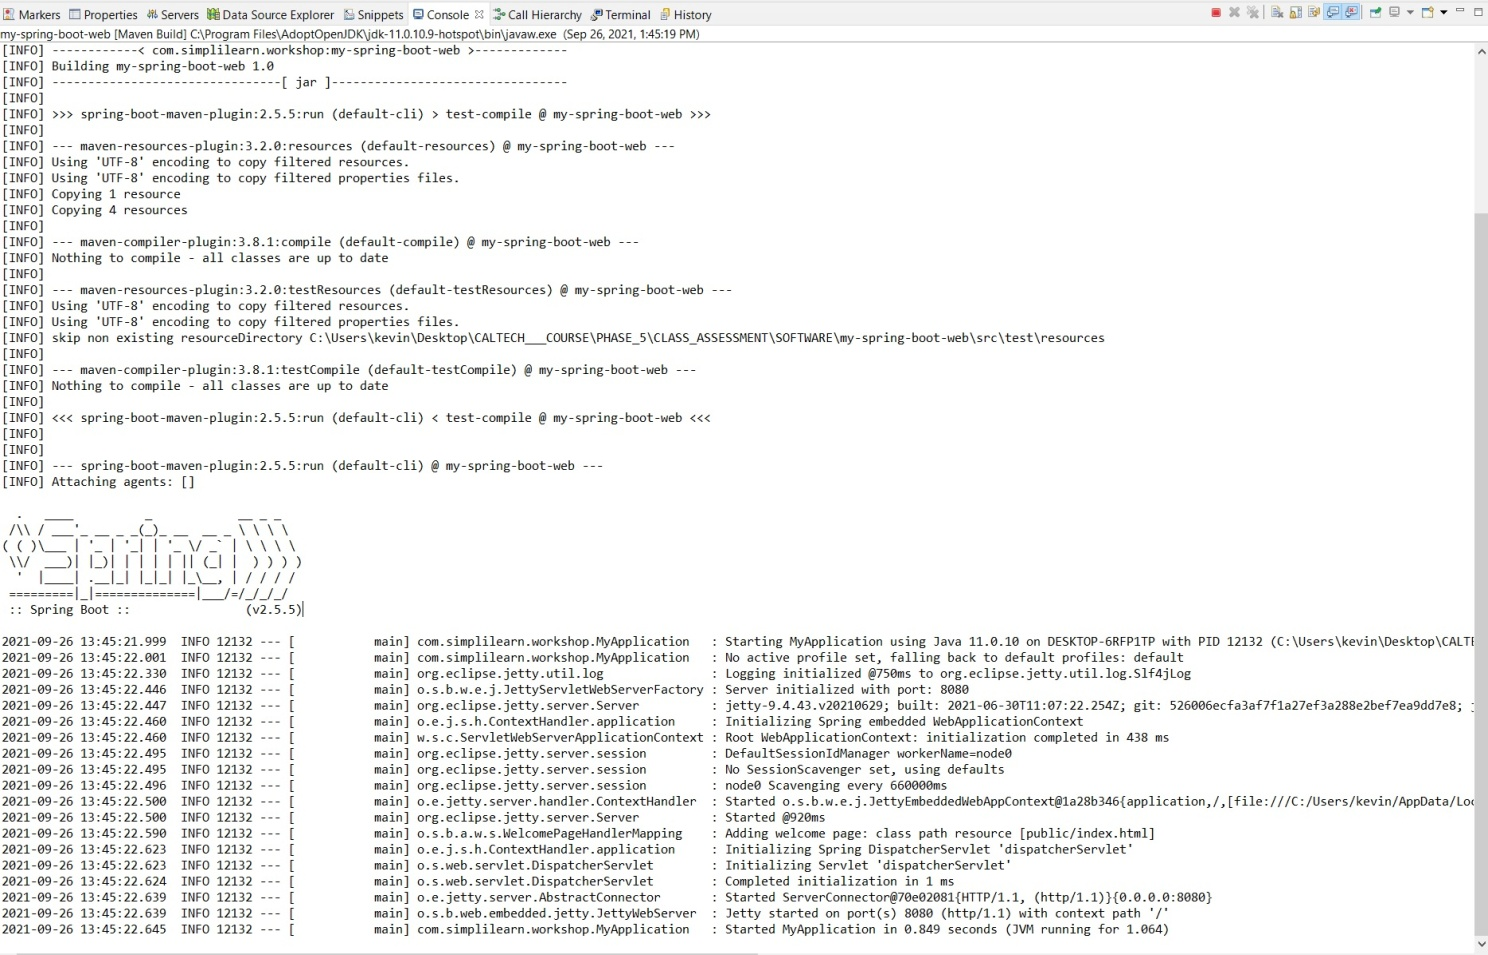 Markers Properties Servers Data Source Explorer Snippets Console Call Hierarchy Terminal History
my-spring-boot-web [Maven Build] C:\Program Files\AdoptOpenJDK\jdk-11.0.10.9-hotspot\bin\javaw.exe (Sep 26, 2021, 1:45:19 PM)
[INFO] ------------< com.simplilearn.workshop:my-spring-boot-web >-------------
[INFO] Building my-spring-boot-web 1.0
[INFO] --------------------------------[ jar ]---------------------------------
[INFO]
[INFO] >>> spring-boot-maven-plugin:2.5.5:run (default-cli) > test-compile @ my-spring-boot-web >>>
[INFO]
[INFO] --- maven-resources-plugin:3.2.0:resources (default-resources) @ my-spring-boot-web ---
[INFO] Using 'UTF-8' encoding to copy filtered resources.
[INFO] Using 'UTF-8' encoding to copy filtered properties files.
[INFO] Copying 1 resource
[INFO] Copying 4 resources
[INFO]
[INFO] --- maven-compiler-plugin:3.8.1:compile (default-compile) @ my-spring-boot-web ---
[INFO] Nothing to compile - all classes are up to date
[INFO]
[INFO] --- maven-resources-plugin:3.2.0:testResources (default-testResources) @ my-spring-boot-web ---
[INFO] Using 'UTF-8' encoding to copy filtered resources.
[INFO] Using 'UTF-8' encoding to copy filtered properties files.
[INFO] skip non existing resourceDirectory C:\Users\kevin\Desktop\CALTECH___COURSE\PHASE_5\CLASS_ASSESSMENT\SOFTWARE\my-spring-boot-web\src\test\resources
[INFO]
[INFO] --- maven-compiler-plugin:3.8.1:testCompile (default-testCompile) @ my-spring-boot-web ---
[INFO] Nothing to compile - all classes are up to date
[INFO]
[INFO] <<< spring-boot-maven-plugin:2.5.5:run (default-cli) < test-compile @ my-spring-boot-web <<<
[INFO]
[INFO]
[INFO] --- spring-boot-maven-plugin:2.5.5:run (default-cli) @ my-spring-boot-web ---
[INFO] Attaching agents: []
  .   ____          _            __ _ _
 /\\ / ___'_ __ _ _(_)_ __  __ _ \ \ \ \
( ( )\___ | '_ | '_| | '_ \/ _` | \ \ \ \
 \\/  ___)| |_)| | | | | || (_| |  ) ) ) )
  '  |____| .__|_| |_|_| |_\__, | / / / /
 =========|_|==============|___/=/_/_/_/
 :: Spring Boot ::                (v2.5.5)
2021-09-26 13:45:21.999 INFO 12132 --- [ main] com.simplilearn.workshop.MyApplication : Starting MyApplication using Java 11.0.10 on DESKTOP-6RFP1TP with PID 12132 (C:\Users\kevin\Desktop\CALTE
2021-09-26 13:45:22.001 INFO 12132 --- [ main] com.simplilearn.workshop.MyApplication : No active profile set, falling back to default profiles: default
2021-09-26 13:45:22.330 INFO 12132 --- [ main] org.eclipse.jetty.util.log : Logging initialized @750ms to org.eclipse.jetty.util.log.Slf4jLog
2021-09-26 13:45:22.446 INFO 12132 --- [ main] o.s.b.w.e.j.JettyServletWebServerFactory : Server initialized with port: 8080
2021-09-26 13:45:22.447 INFO 12132 --- [ main] org.eclipse.jetty.server.Server : jetty-9.4.43.v20210629; built: 2021-06-30T11:07:22.254Z; git: 526006ecfa3af7f1a27ef3a288e2bef7ea9dd7e8; j
2021-09-26 13:45:22.460 INFO 12132 --- [ main] o.e.j.s.h.ContextHandler.application : Initializing Spring embedded WebApplicationContext
2021-09-26 13:45:22.460 INFO 12132 --- [ main] w.s.c.ServletWebServerApplicationContext : Root WebApplicationContext: initialization completed in 438 ms
2021-09-26 13:45:22.495 INFO 12132 --- [ main] org.eclipse.jetty.server.session : DefaultSessionIdManager workerName=node0
2021-09-26 13:45:22.495 INFO 12132 --- [ main] org.eclipse.jetty.server.session : No SessionScavenger set, using defaults
2021-09-26 13:45:22.496 INFO 12132 --- [ main] org.eclipse.jetty.server.session : node0 Scavenging every 660000ms
2021-09-26 13:45:22.500 INFO 12132 --- [ main] o.e.jetty.server.handler.ContextHandler : Started o.s.b.w.e.j.JettyEmbeddedWebAppContext@1a28b346{application,/,[file:///C:/Users/kevin/AppData/Loc
2021-09-26 13:45:22.500 INFO 12132 --- [ main] org.eclipse.jetty.server.Server : Started @920ms
2021-09-26 13:45:22.590 INFO 12132 --- [ main] o.s.b.a.w.s.WelcomePageHandlerMapping : Adding welcome page: class path resource [public/index.html]
2021-09-26 13:45:22.623 INFO 12132 --- [ main] o.e.j.s.h.ContextHandler.application : Initializing Spring DispatcherServlet 'dispatcherServlet'
2021-09-26 13:45:22.623 INFO 12132 --- [ main] o.s.web.servlet.DispatcherServlet : Initializing Servlet 'dispatcherServlet'
2021-09-26 13:45:22.624 INFO 12132 --- [ main] o.s.web.servlet.DispatcherServlet : Completed initialization in 1 ms
2021-09-26 13:45:22.639 INFO 12132 --- [ main] o.e.jetty.server.AbstractConnector : Started ServerConnector@70e02081{HTTP/1.1, (http/1.1)}{0.0.0.0:8080}
2021-09-26 13:45:22.639 INFO 12132 --- [ main] o.s.b.web.embedded.jetty.JettyWebServer : Jetty started on port(s) 8080 (http/1.1) with context path '/'
2021-09-26 13:45:22.645 INFO 12132 --- [ main] com.simplilearn.workshop.MyApplication : Started MyApplication in 0.849 seconds (JVM running for 1.064)